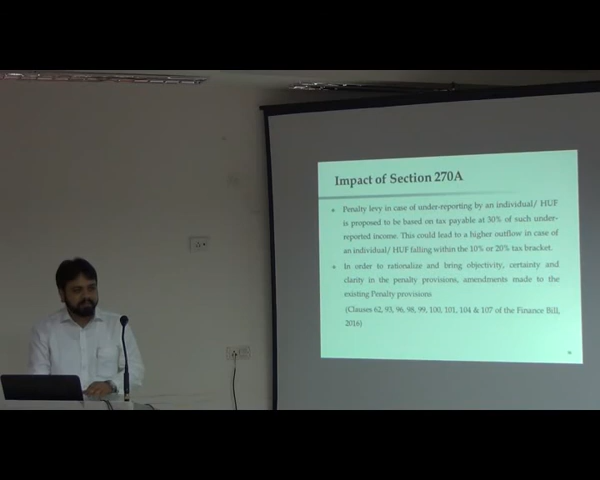 Impact of Section 270A
Penalty levy in case of under-reporting by an individual/ HUF
is proposed to be based on tax payable at 30% of such under-
reported income. This could lead to a higher outflow in case of
an individual/ HUF falling within the 10% or 20% tax bracket.
In order to rationalize and bring objectivity, certainty and
clarity in the penalty provisions, amendments made to the
existing Penalty provisions
(Clauses 62, 93, 96, 98, 99, 100, 101, 104 & 107 of the Finance Bill,
2016)